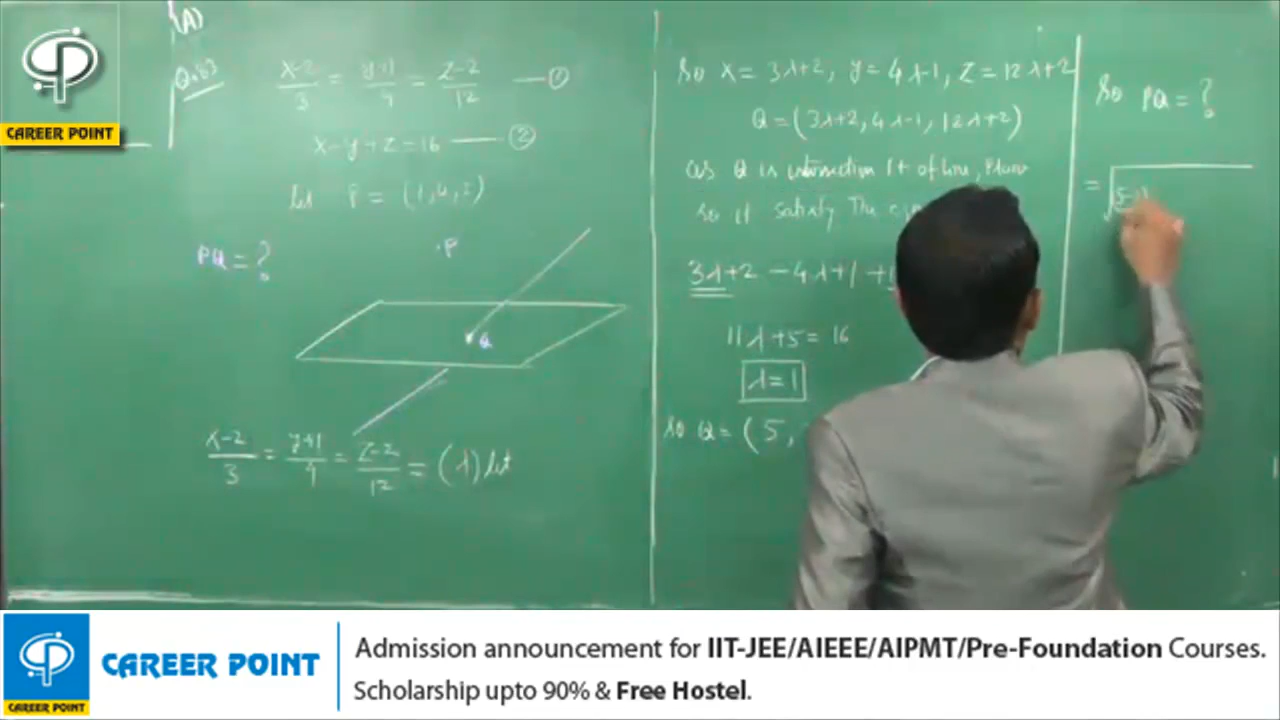 CAREER POINT
(A)
Q.63
x-2/3 = y+1/4 = z-2/12 —— ①
x-y+z=16 —— ②
let P = (1,0,2)
PQ = ?
.P
Q
x-2/3 = y+1/4 = z-2/12 = (λ) let
So x = 3λ+2, y = 4λ-1, z = 12λ+2
Q = (3λ+2, 4λ-1, 12λ+2)
as Q is intersection Pt of line, Plane
so it satisfy The
3λ+2 - 4λ+1 +1
11λ+5 = 16
λ=1
so Q = (5,
So PQ = ?
= √
CAREER POINT
CAREER POINT
Admission announcement for IIT-JEE/AIEEE/AIPMT/Pre-Foundation Courses.
Scholarship upto 90% & Free Hostel.